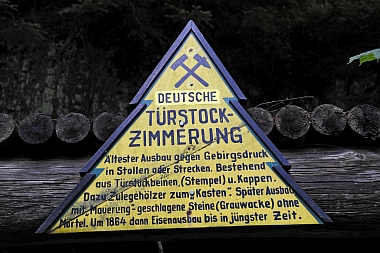 DEUTSCHE
TÜRSTOCK-
ZIMMERUNG
Ältester Ausbau gegen Gebirgsdruck
in Stollen oder Strecken. Bestehend
aus Türstockbeinen, (Stempel) u. Kappen.
Dazu Zulegehölzer zum „Kasten“. Später Ausbau
mit „Mauerung“-geschlagene Steine (Grauwacke) ohne
Mörtel. Um 1864 dann Eisenausbau bis in jüngster Zeit.